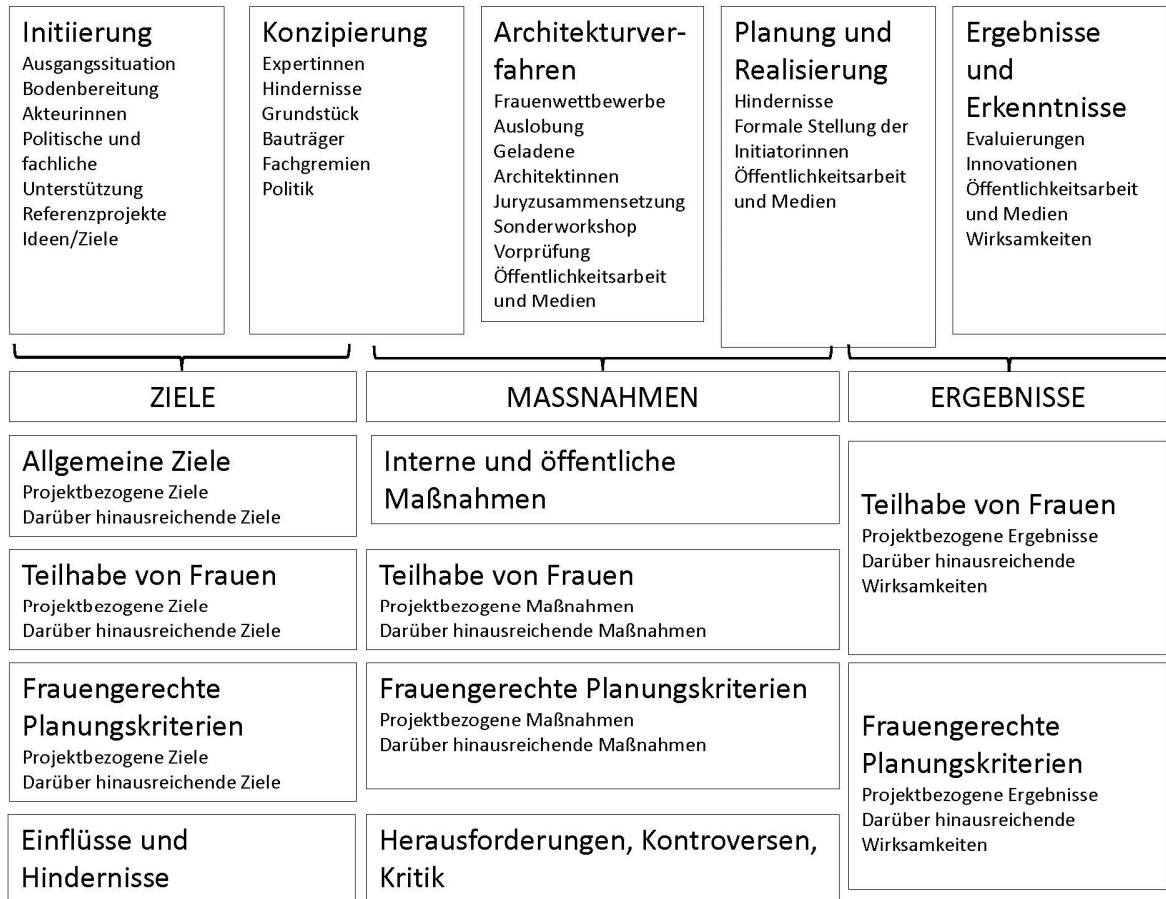 Initiierung
Ausgangssituation
Bodenbereitung
Akteurinnen
Politische und
fachliche
Unterstützung
Referenzprojekte
Ideen/Ziele
Konzipierung
Expertinnen
Hindernisse
Grundstück
Bauträger
Fachgremien
Politik
Architekturver-
fahren
Frauenwettbewerbe
Auslobung
Geladene
Architektinnen
Juryzusammensetzung
Sonderworkshop
Vorprüfung
Öffentlichkeitsarbeit
und Medien
Planung und
Realisierung
Hindernisse
Formale Stellung der
Initiatorinnen
Öffentlichkeitsarbeit
und Medien
Ergebnisse
und
Erkenntnisse
Evaluierungen
Innovationen
Öffentlichkeitsarbeit
und Medien
Wirksamkeiten
ZIELE
Allgemeine Ziele
Projektbezogene Ziele
Darüber hinausreichende Ziele
Teilhabe von Frauen
Projektbezogene Ziele
Darüber hinausreichende Ziele
Frauengerechte
Planungskriterien
Projektbezogene Ziele
Darüber hinausreichende Ziele
Einflüsse und
Hindernisse
MASSNAHMEN
Interne und öffentliche
Maßnahmen
Teilhabe von Frauen
Projektbezogene Maßnahmen
Darüber hinausreichende Maßnahmen
Frauengerechte Planungskriterien
Projektbezogene Maßnahmen
Darüber hinausreichende Maßnahmen
Herausforderungen, Kontroversen,
Kritik
ERGEBNISSE
Teilhabe von Frauen
Projektbezogene Ergebnisse
Darüber hinausreichende
Wirksamkeiten
Frauengerechte
Planungskriterien
Projektbezogene Ergebnisse
Darüber hinausreichende
Wirksamkeiten